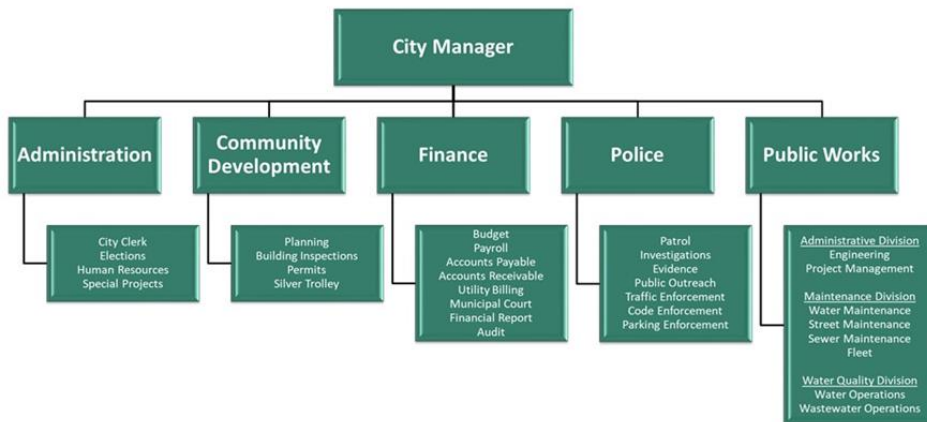 City Manager
Administration
Community
Development
Finance
Police
Public Works
City Clerk
Elections
Human Resources
Special Projects
Planning
Building Inspections
Permits
Silver Trolley
Budget
Payroll
Accounts Payable
Accounts Receivable
Utility Billing
Municipal Court
Financial Report
Audit
Patrol
Investigations
Evidence
Public Outreach
Traffic Enforcement
Code Enforcement
Parking Enforcement
Administrative Division
Engineering
Project Management
Maintenance Division
Water Maintenance
Street Maintenance
Sewer Maintenance
Fleet
Water Quality Division
Water Operations
Wastewater Operations